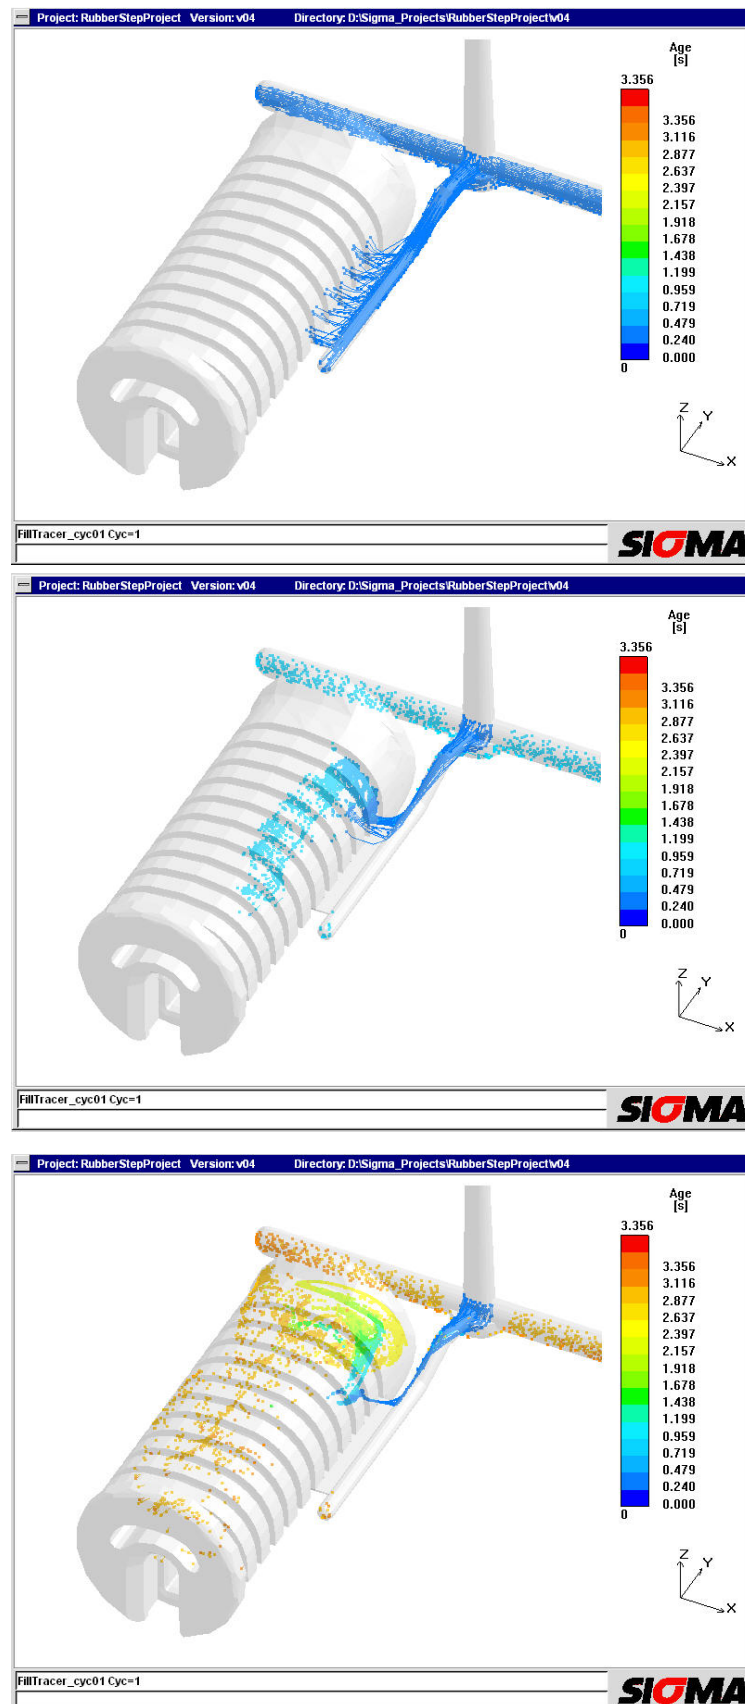 Project: RubberStepProject Version: v04 Directory: D:\Sigma_Projects\RubberStepProject\v04
Age
[s]
3.356
3.356
3.116
2.877
2.637
2.397
2.157
1.918
1.678
1.438
1.199
0.959
0.719
0.479
0.240
0.000
0
Z
Y
X
FillTracer_cyc01 Cyc=1
SIGMA
Project: RubberStepProject Version: v04 Directory: D:\Sigma_Projects\RubberStepProject\v04
Age
[s]
3.356
3.356
3.116
2.877
2.637
2.397
2.157
1.918
1.678
1.438
1.199
0.959
0.719
0.479
0.240
0.000
0
Z
Y
X
FillTracer_cyc01 Cyc=1
SIGMA
Project: RubberStepProject Version: v04 Directory: D:\Sigma_Projects\RubberStepProject\v04
Age
[s]
3.356
3.356
3.116
2.877
2.637
2.397
2.157
1.918
1.678
1.438
1.199
0.959
0.719
0.479
0.240
0.000
0
Z
Y
X
FillTracer_cyc01 Cyc=1
SIGMA